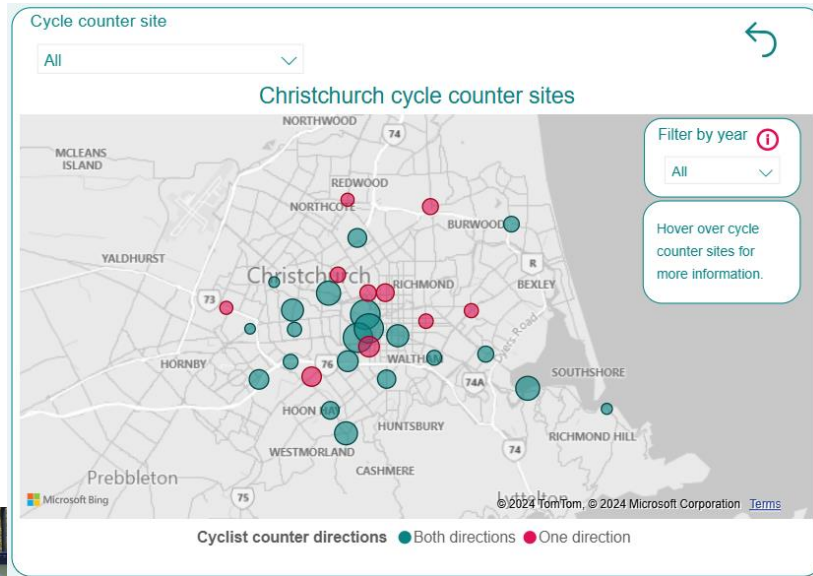 Cycle counter site
All
Christchurch cycle counter sites
Filter by year
All
Hover over cycle
counter sites for
more information.
NORTHWOOD
74
MCLEANS
ISLAND
REDWOOD
NORTHCOTE
BURWOOD
YALDHURST
Christchurch
R
RICHMOND
BEXLEY
73
Dyers Road
HORNBY
76
WALTHAM
SOUTHSHORE
74A
HOON HAY
HUNTSBURY
RICHMOND HILL
WESTMORLAND
74
CASHMERE
Prebbleton
75
Lyttelton
Microsoft Bing
© 2024 TomTom, © 2024 Microsoft Corporation Terms
Cyclist counter directions Both directions One direction